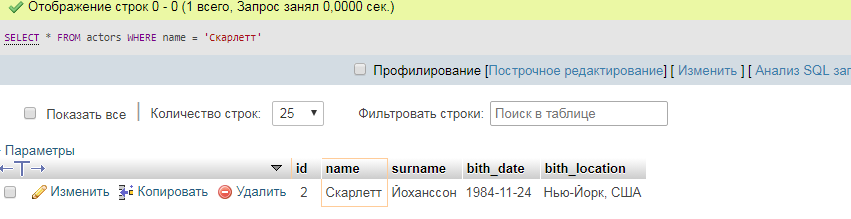 Отображение строк 0 - 0 (1 всего, Запрос занял 0,0000 сек.)
SELECT * FROM actors WHERE name = 'Скарлетт'
Профилирование [Построчное редактирование] [ Изменить ] [ Анализ SQL зап
Показать все Количество строк: 25 Фильтровать строки: Поиск в таблице
Параметры
id name surname bith_date bith_location
Изменить Копировать Удалить 2 Скарлетт Йоханссон 1984-11-24 Нью-Йорк, США